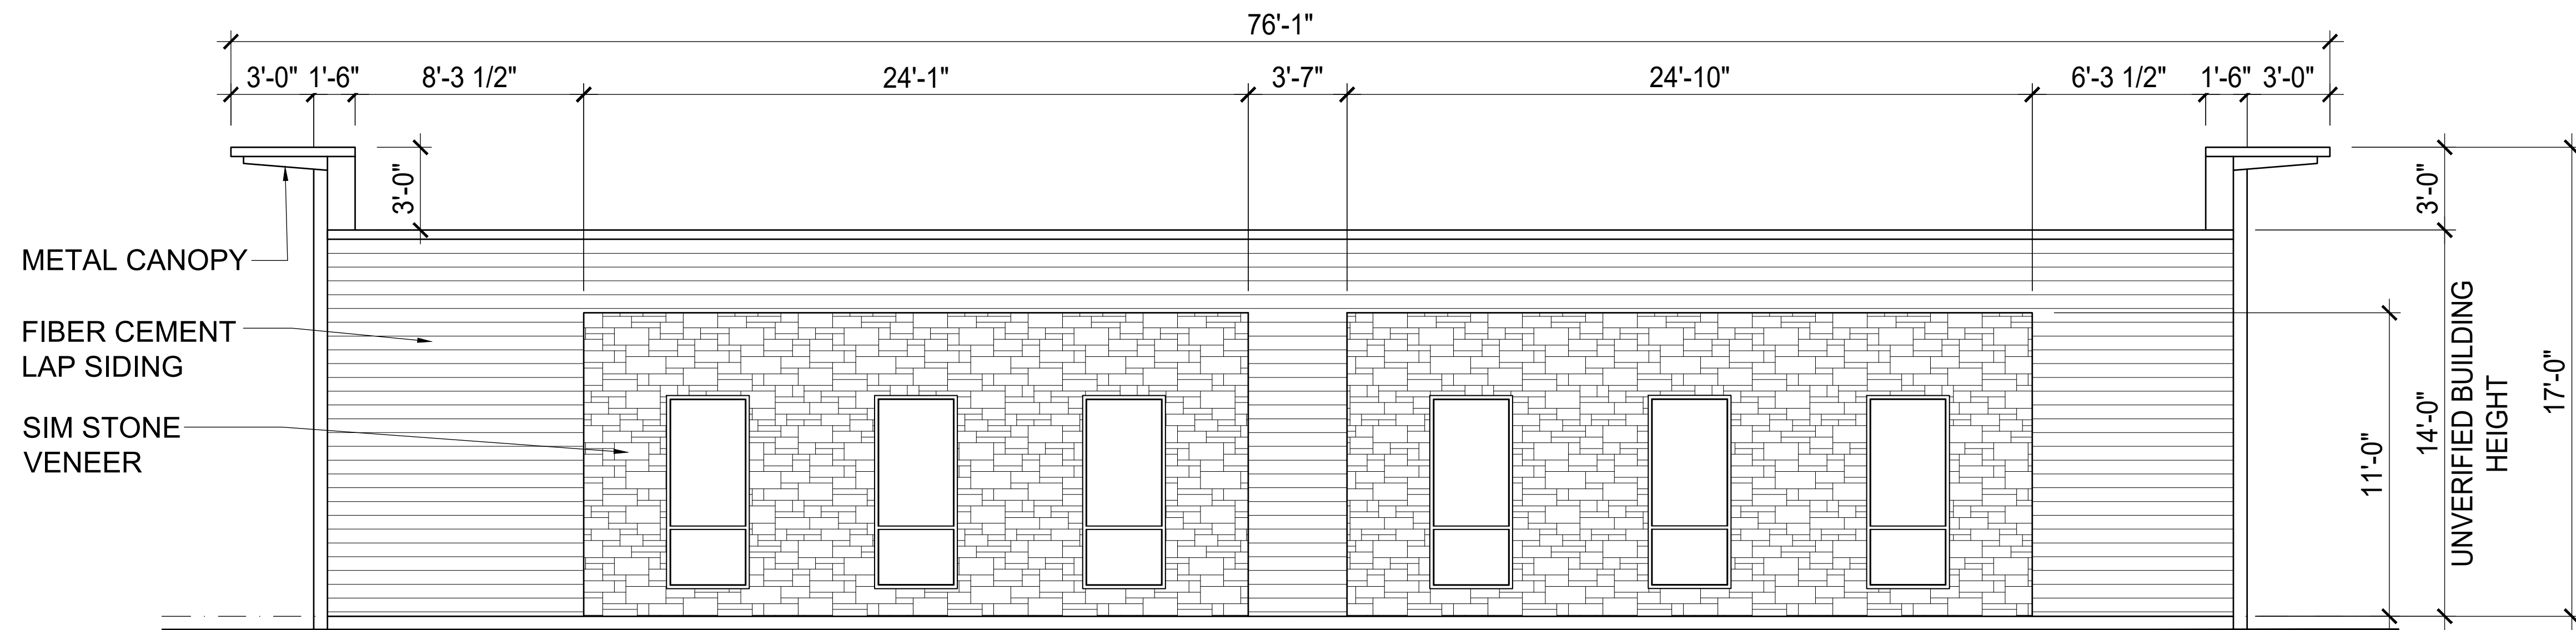 76'-1"
3'-0" 1'-6" 8'-3 1/2" 24'-1" 3'-7" 24'-10" 6'-3 1/2" 1'-6" 3'-0"
3'-0"
3'-0"
METAL CANOPY
FIBER CEMENT
LAP SIDING
SIM STONE
VENEER
11'-0"
14'-0"
UNVERIFIED BUILDING
HEIGHT
17'-0"